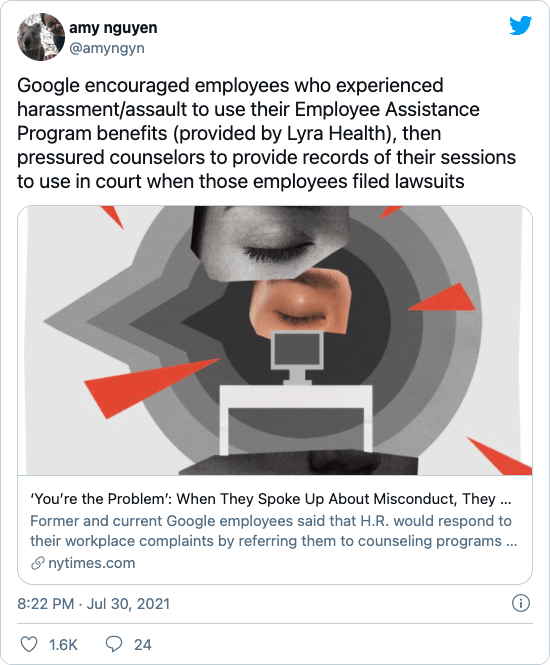 amy nguyen
@amyngyn
Google encouraged employees who experienced
harassment/assault to use their Employee Assistance
Program benefits (provided by Lyra Health), then
pressured counselors to provide records of their sessions
to use in court when those employees filed lawsuits
‘You’re the Problem’: When They Spoke Up About Misconduct, They ...
Former and current Google employees said that H.R. would respond to
their workplace complaints by referring them to counseling programs ...
nytimes.com
8:22 PM · Jul 30, 2021
1.6K
24